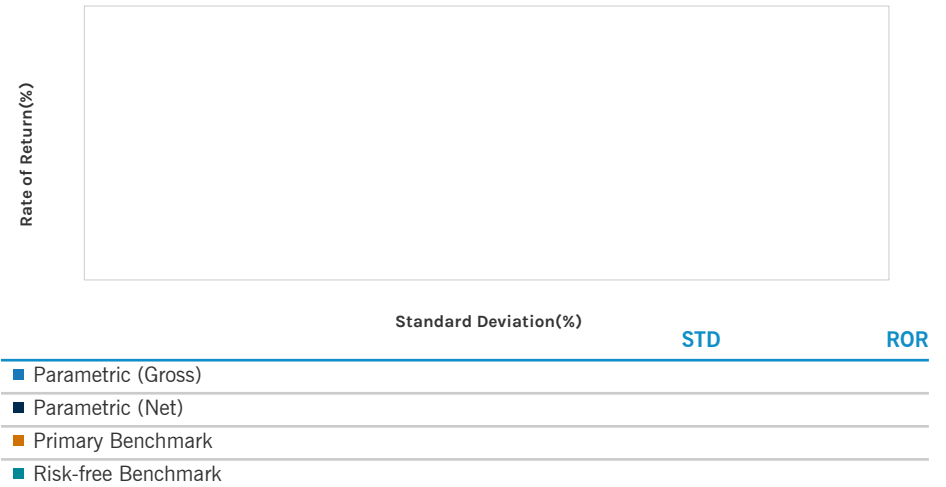 Rate of Return(%)
Standard Deviation(%)
STD ROR
Parametric (Gross)
Parametric (Net)
Primary Benchmark
Risk-free Benchmark